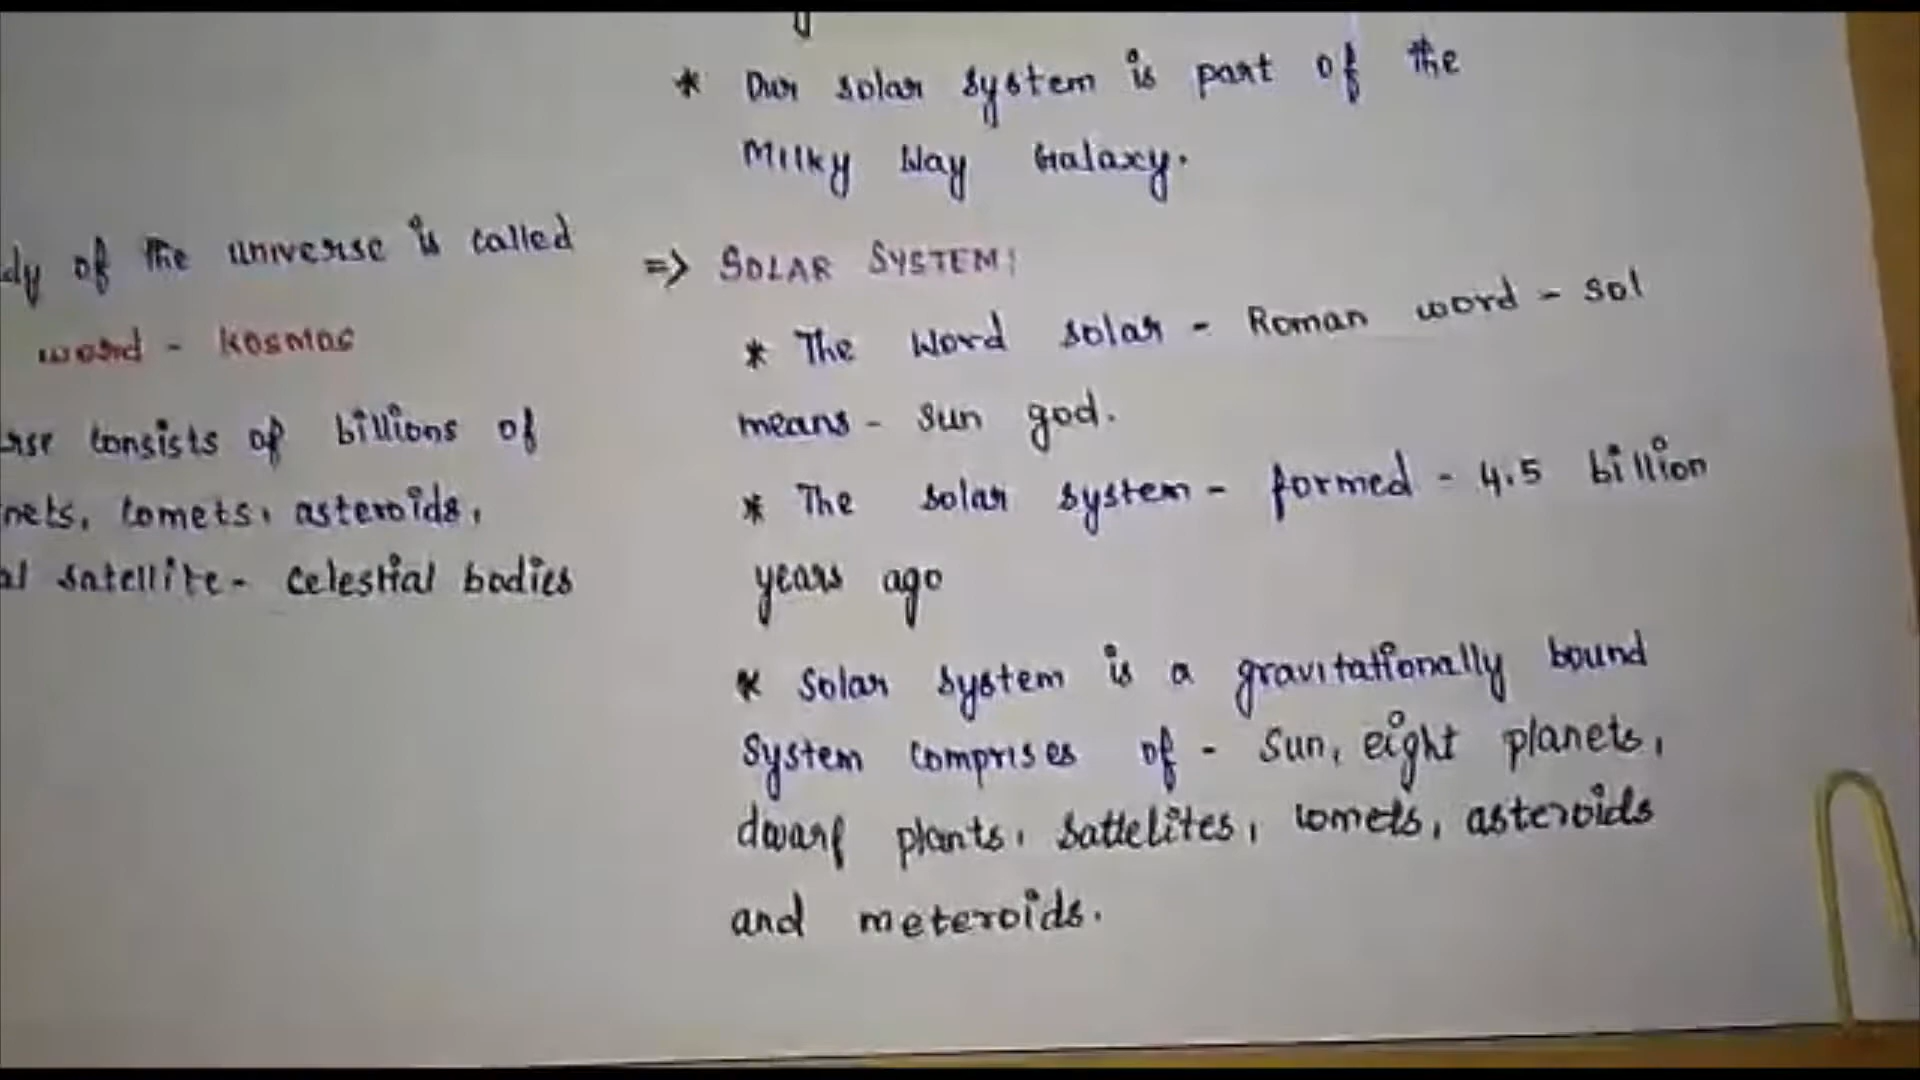 dy of the universe is called
word - kosmos
rse consists of billions of
nets, comets, asteroids,
al satellite - celestial bodies
* Our solar system is part of the
Milky Way Galaxy.
=> SOLAR SYSTEM:
* The word solar - Roman word - sol
means - sun god.
* The solar system - formed - 4.5 billion
years ago
* Solar system is a gravitationally bound
System comprises of - Sun, eight planets,
dwarf plants, sattelites, comets, asteroids
and meteroids.